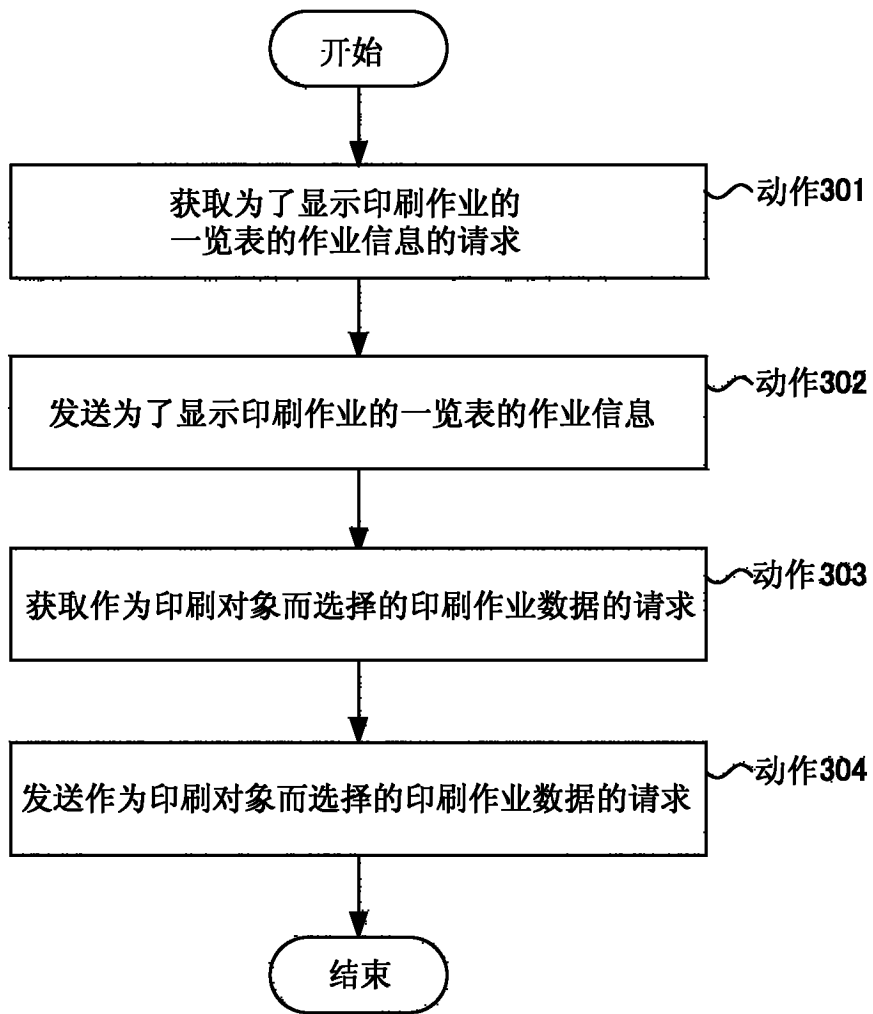 开始
获取为了显示印刷作业的
一览表的作业信息的请求
动作301
发送为了显示印刷作业的一览表的作业信息
动作302
获取作为印刷对象而选择的印刷作业数据的请求
动作303
发送作为印刷对象而选择的印刷作业数据的请求
动作304
结束